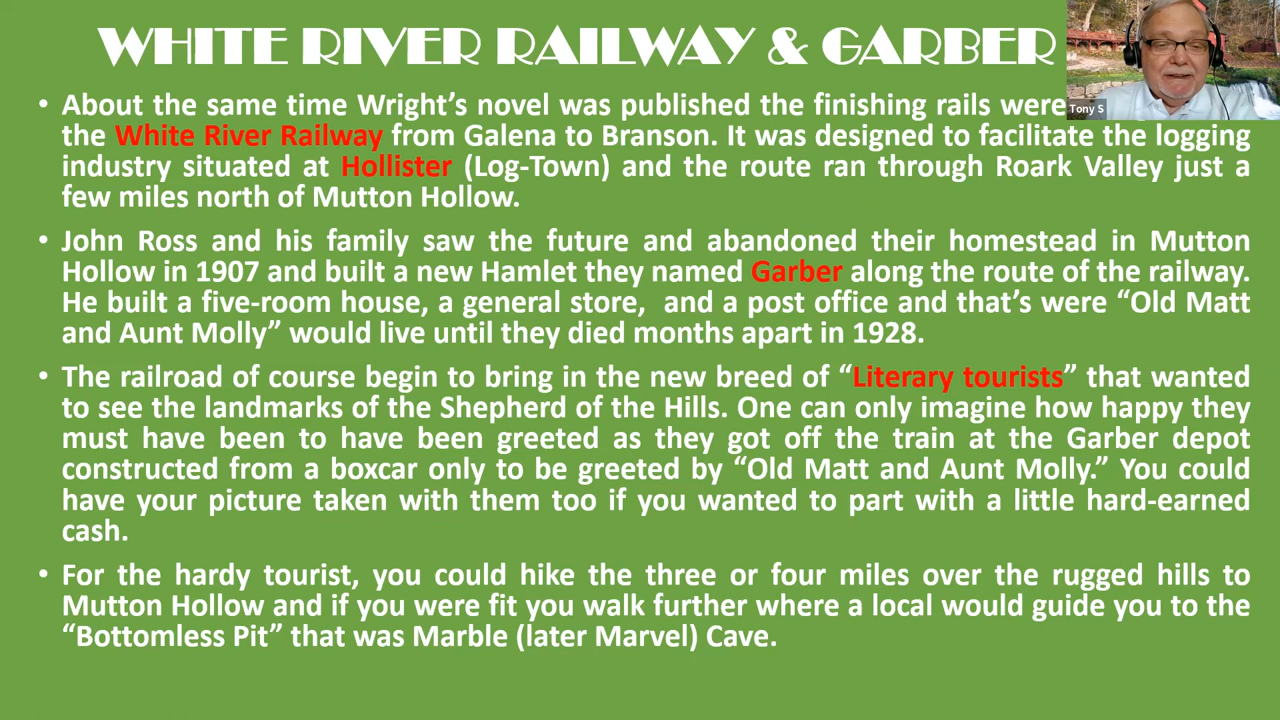 WHITE RIVER RAILWAY & GARBER
Tony S
• About the same time Wright's novel was published the finishing rails were
the White River Railway from Galena to Branson. It was designed to facilitate the logging
industry situated at Hollister (Log-Town) and the route ran through Roark Valley just a
few miles north of Mutton Hollow.
• John Ross and his family saw the future and abandoned their homestead in Mutton
Hollow in 1907 and built a new Hamlet they named Garber along the route of the railway.
He built a five-room house, a general store, and a post office and that's were “Old Matt
and Aunt Molly” would live until they died months apart in 1928.
• The railroad of course begin to bring in the new breed of “Literary tourists” that wanted
to see the landmarks of the Shepherd of the Hills. One can only imagine how happy they
must have been to have been greeted as they got off the train at the Garber depot
constructed from a boxcar only to be greeted by “Old Matt and Aunt Molly.” You could
have your picture taken with them too if you wanted to part with a little hard-earned
cash.
• For the hardy tourist, you could hike the three or four miles over the rugged hills to
Mutton Hollow and if you were fit you walk further where a local would guide you to the
“Bottomless Pit” that was Marble (later Marvel) Cave.